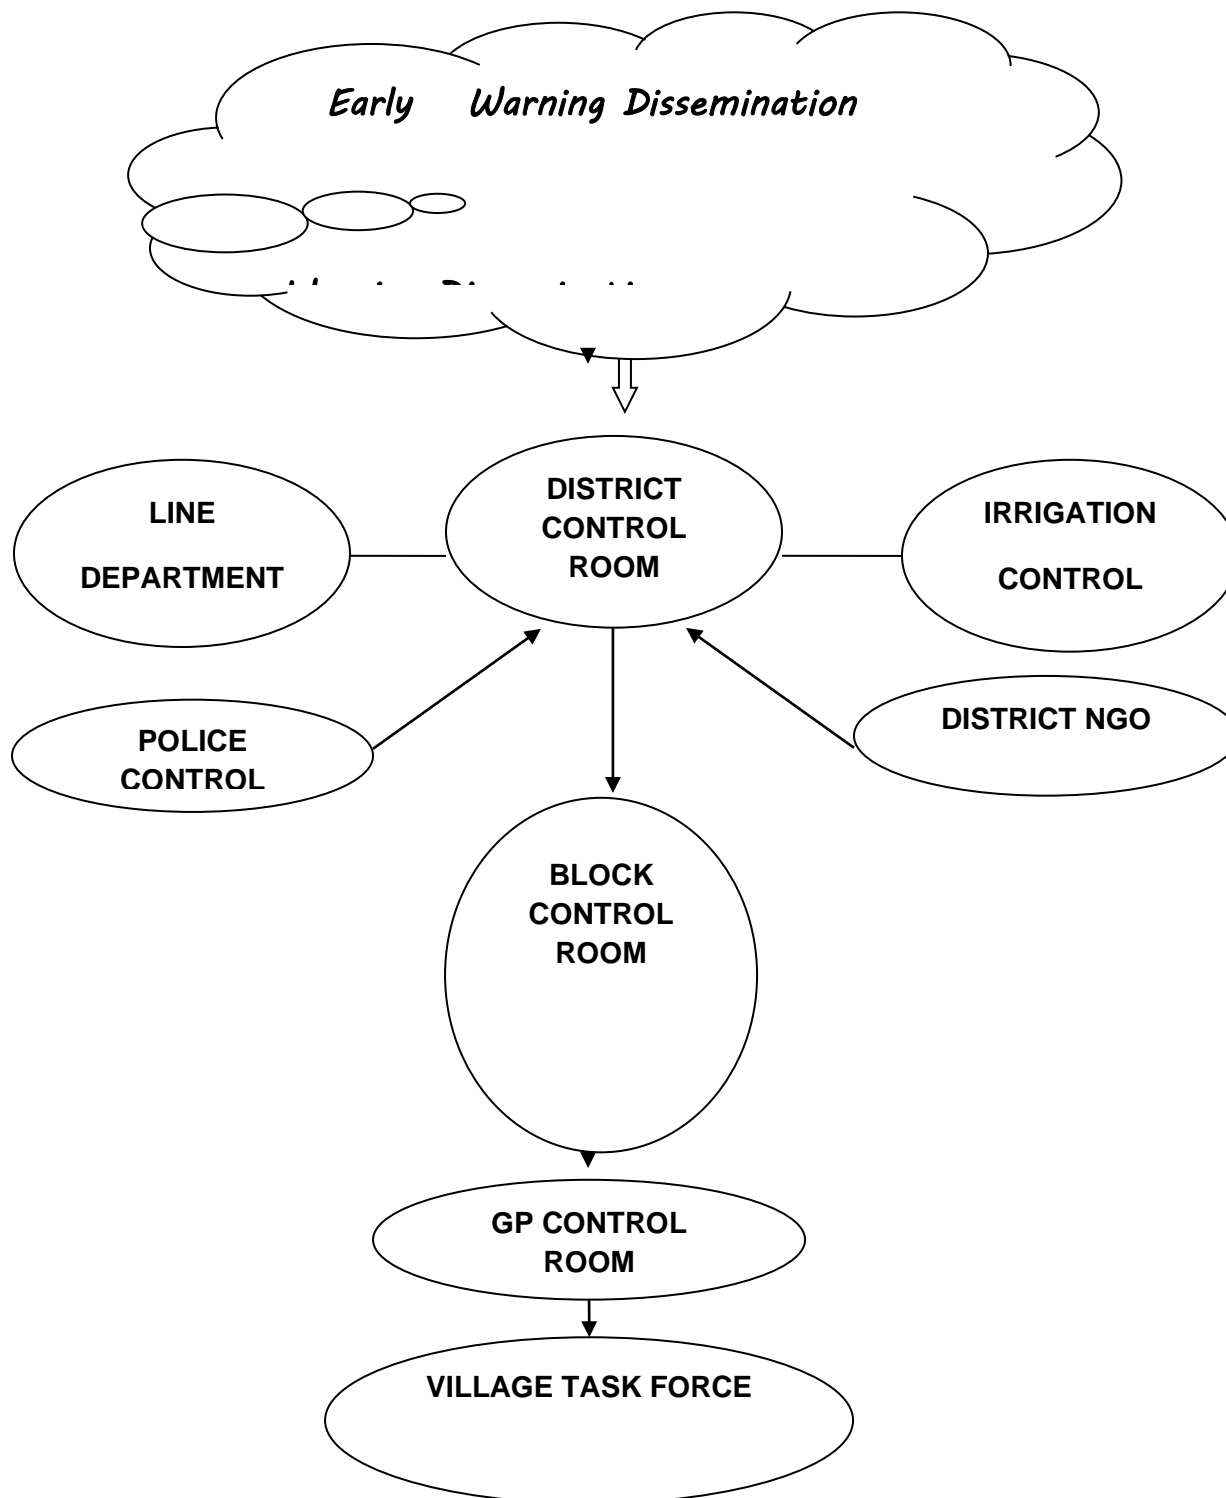 Early Warning Dissemination
DISTRICT
CONTROL
ROOM
LINE
DEPARTMENT
IRRIGATION
CONTROL
POLICE
CONTROL
DISTRICT NGO
BLOCK
CONTROL
ROOM
GP CONTROL
ROOM
VILLAGE TASK FORCE